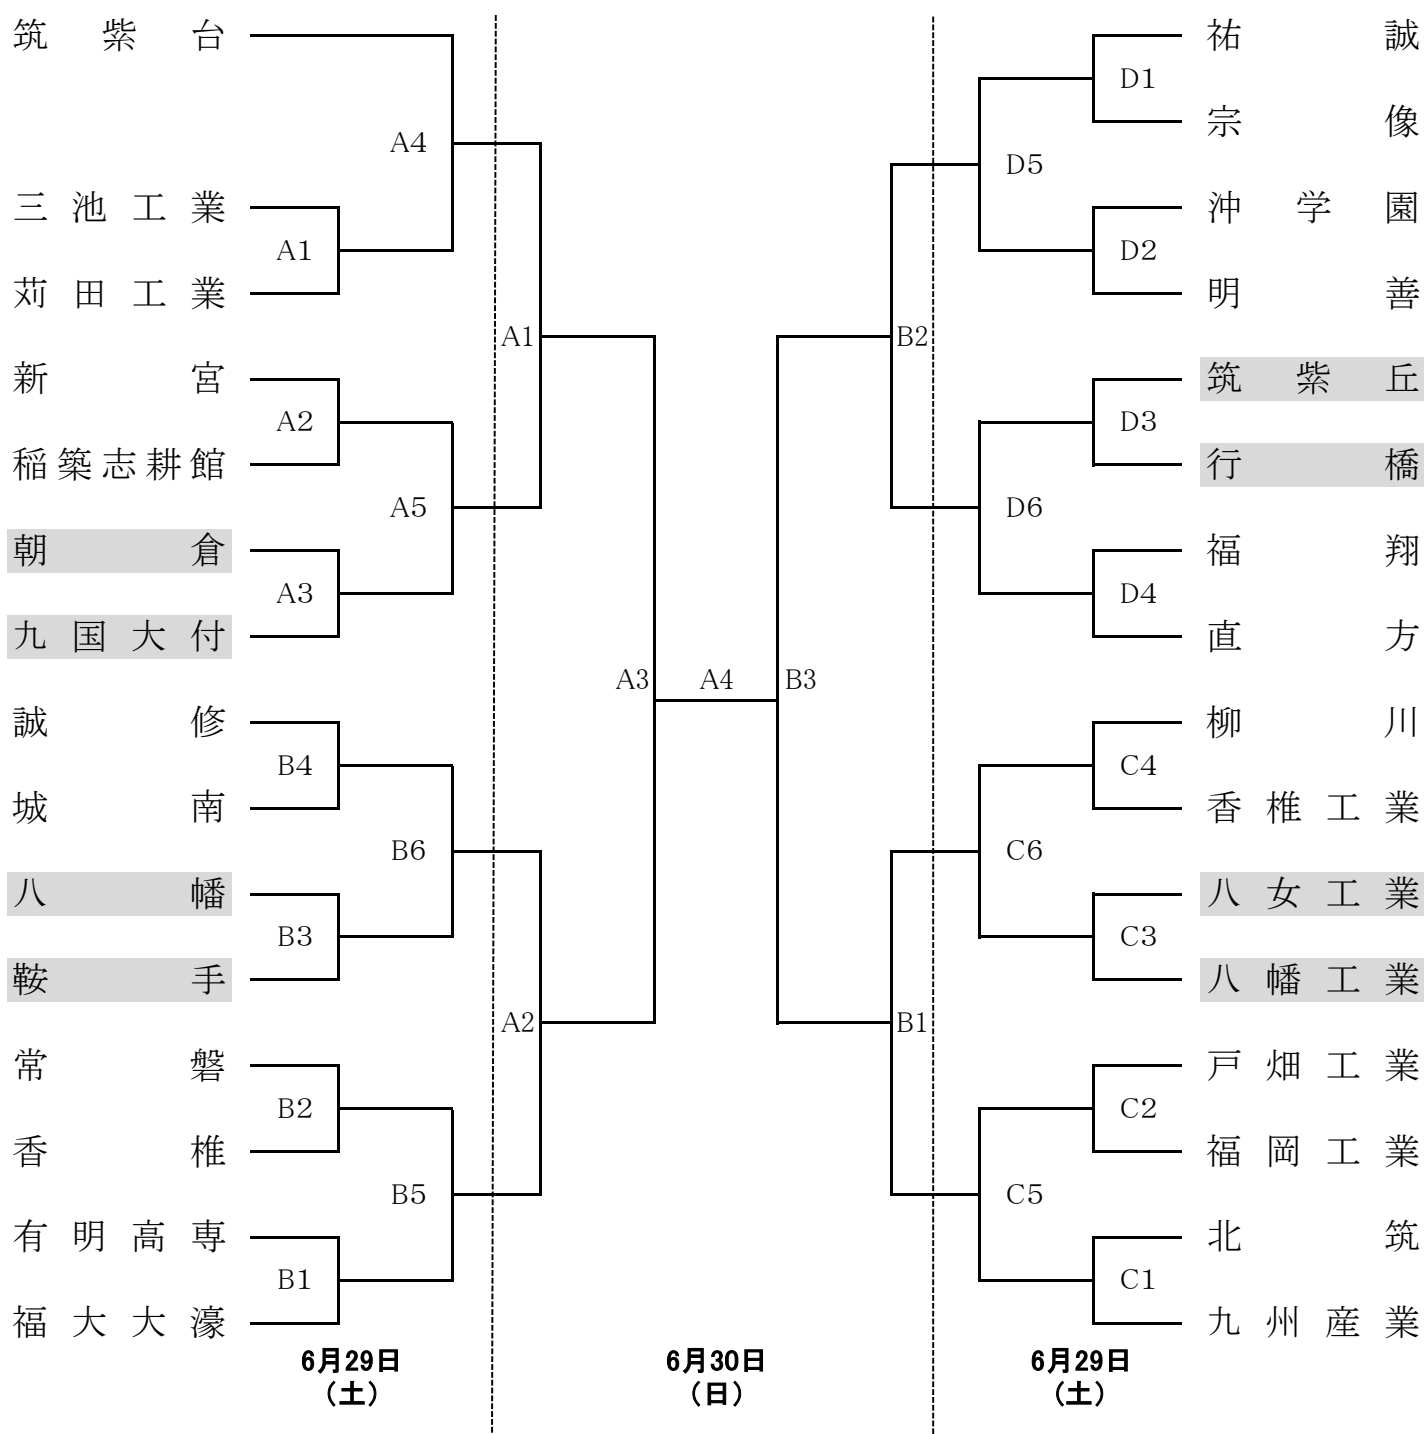 筑紫台
A4
三池工業
A1
苅田工業
新宮
A2
稲築志耕館
A5
朝倉
A3
九国大付
誠修
B4
城南
B6
八幡
B3
鞍手
常磐
B2
香椎
B5
有明高専
B1
福大大濠
6月29日
(土)
A1
A3
A2
A4
6月30日
(日)
B2
B3
B1
祐誠
D1
宗像
D5
沖学園
D2
明善
筑紫丘
D3
行橋
D6
福翔
D4
直方
柳川
C4
香椎工業
C6
八女工業
C3
八幡工業
戸畑工業
C2
福岡工業
C5
北筑
C1
九州産業
6月29日
(土)